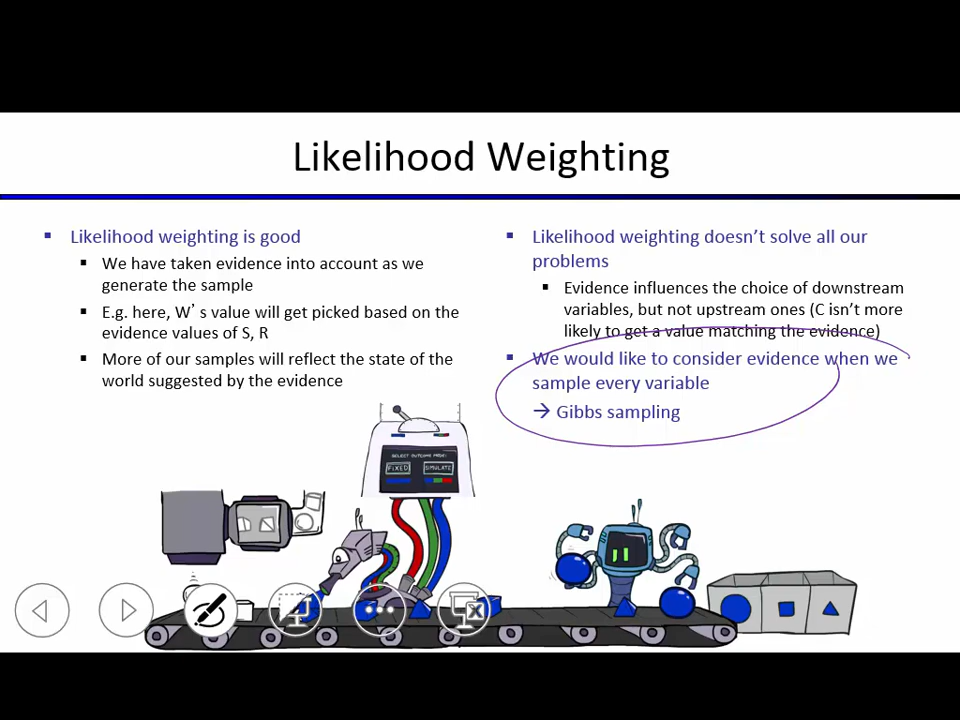 Likelihood Weighting
Likelihood weighting is good
We have taken evidence into account as we
generate the sample
E.g. here, W’s value will get picked based on the
evidence values of S, R
More of our samples will reflect the state of the
world suggested by the evidence
Likelihood weighting doesn’t solve all our
problems
Evidence influences the choice of downstream
variables, but not upstream ones (C isn’t more
likely to get a value matching the evidence)
We would like to consider evidence when we
sample every variable
→ Gibbs sampling
SELECT OUTCOME MODE:
FIXED SIMULATE